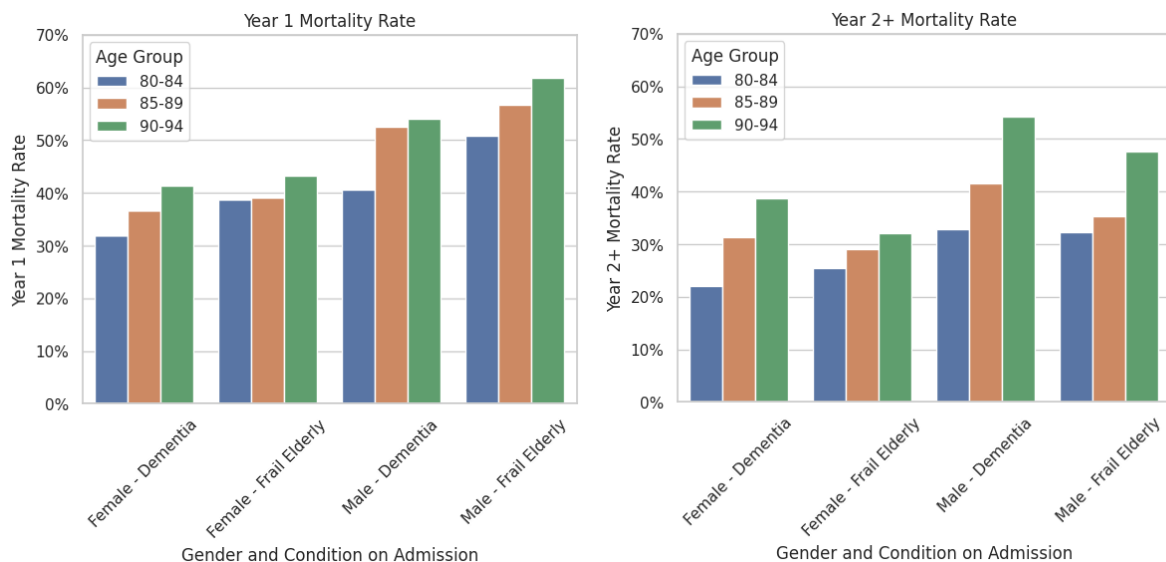 Year 1 Mortality Rate
70%
60%
50%
40%
30%
20%
10%
0%
Year 1 Mortality Rate
Age Group
80-84
85-89
90-94
Female - Dementia
Female - Frail Elderly
Male - Dementia
Male - Frail Elderly
Gender and Condition on Admission
Year 2+ Mortality Rate
70%
60%
50%
40%
30%
20%
10%
0%
Year 2+ Mortality Rate
Age Group
80-84
85-89
90-94
Female - Dementia
Female - Frail Elderly
Male - Dementia
Male - Frail Elderly
Gender and Condition on Admission